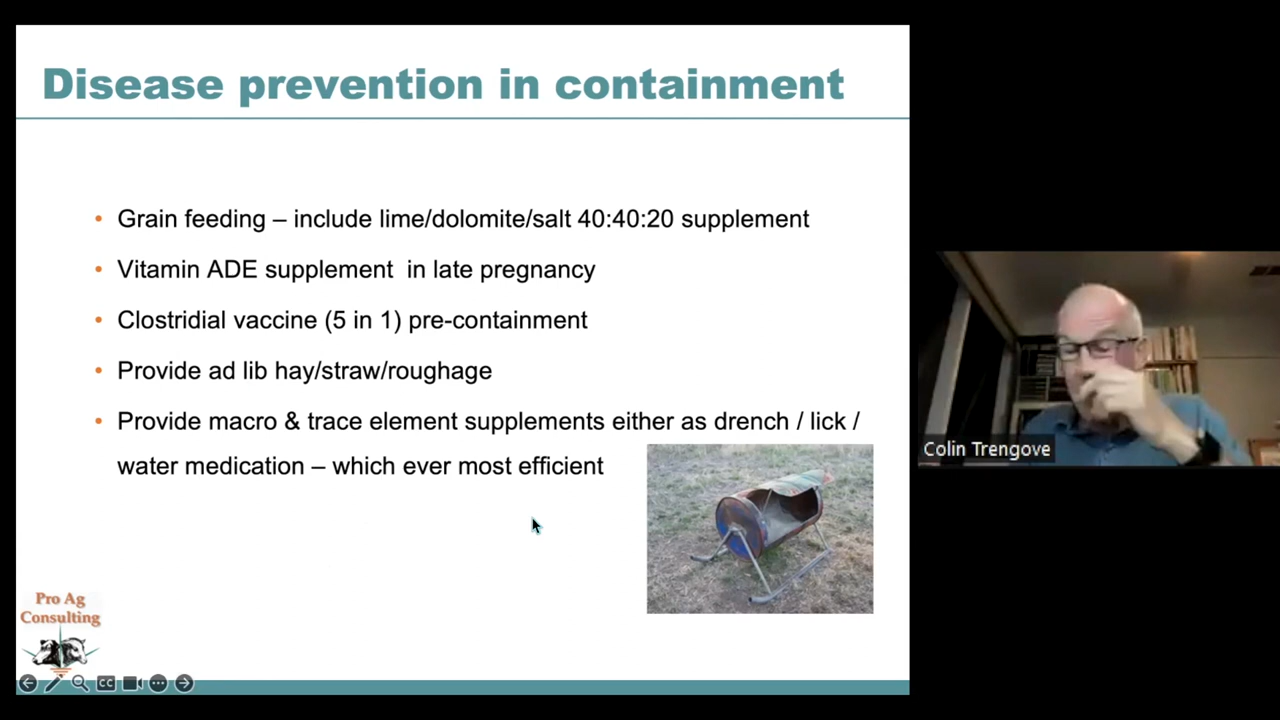 Disease prevention in containment
• Grain feeding – include lime/dolomite/salt 40:40:20 supplement
• Vitamin ADE supplement  in late pregnancy
• Clostridial vaccine (5 in 1) pre-containment
• Provide ad lib hay/straw/roughage
• Provide macro & trace element supplements either as drench / lick /
water medication – which ever most efficient
Pro Ag
Consulting
CC
Colin Trengove